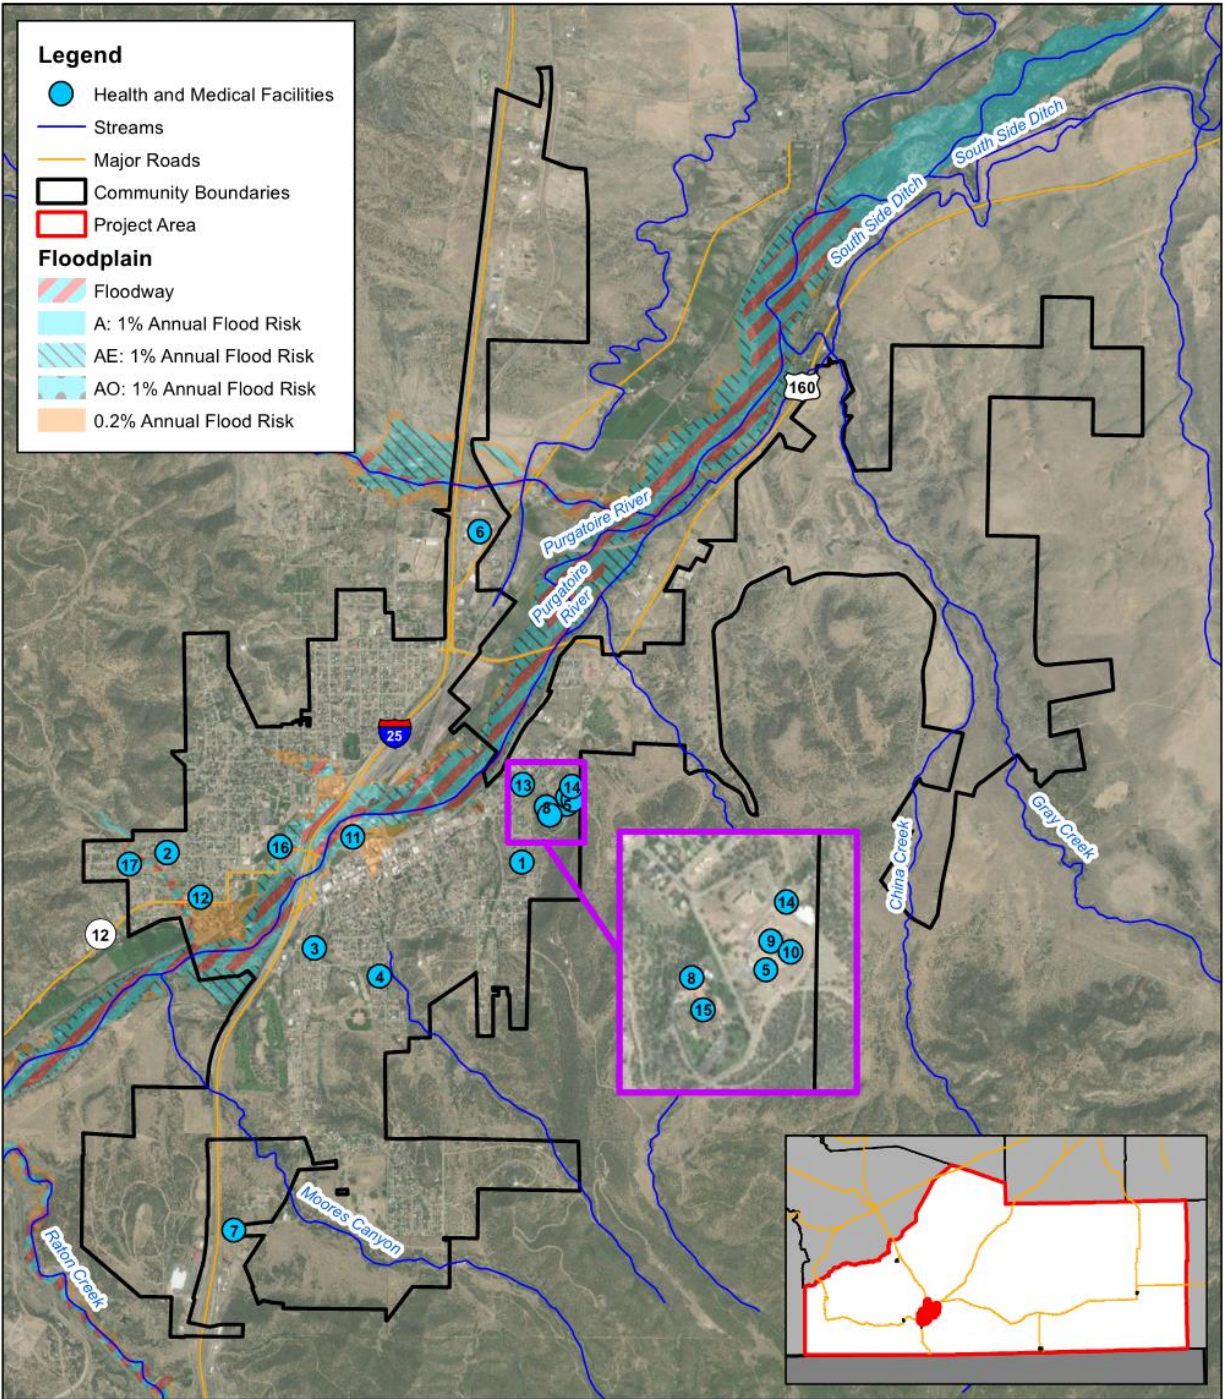 Legend
Health and Medical Facilities
Streams
Major Roads
Community Boundaries
Project Area
Floodplain
Floodway
A: 1% Annual Flood Risk
AE: 1% Annual Flood Risk
AO: 1% Annual Flood Risk
0.2% Annual Flood Risk
South Side Ditch
South Side Ditch
160
Purgatoire River
6
Purgatoire
River
25
13
14
8
5
11
16
2
17
1
12
12
3
4
Gray Creek
China Creek
14
9
10
5
8
15
Moores Canyon
7
Raton Creek